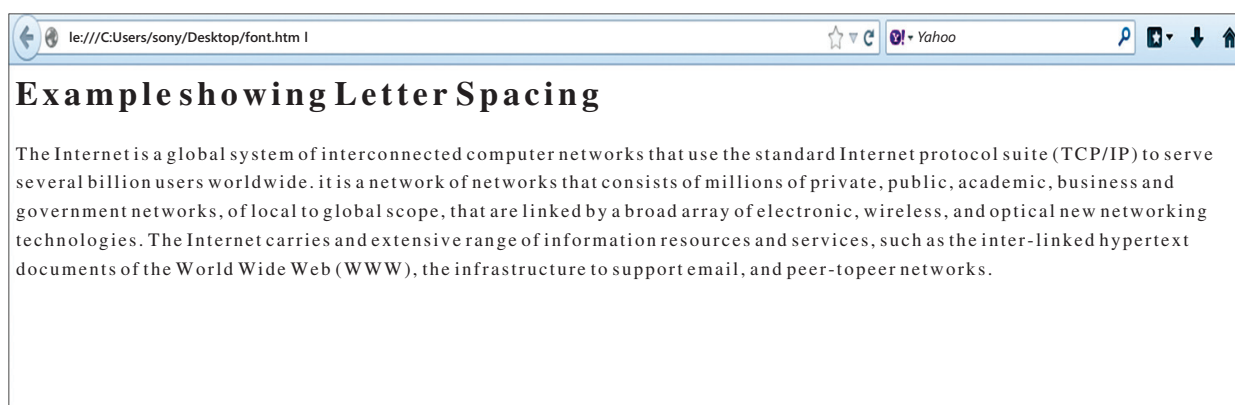 le:///C:Users/sony/Desktop/font.htm l
Yahoo
Example showing Letter Spacing
The Internet is a global system of interconnected computer networks that use the standard Internet protocol suite (TCP/IP) to serve
several billion users worldwide. it is a network of networks that consists of millions of private, public, academic, business and
government networks, of local to global scope, that are linked by a broad array of electronic, wireless, and optical new networking
technologies. The Internet carries and extensive range of information resources and services, such as the inter-linked hypertext
documents of the World Wide Web (WWW), the infrastructure to support email, and peer-topeer networks.